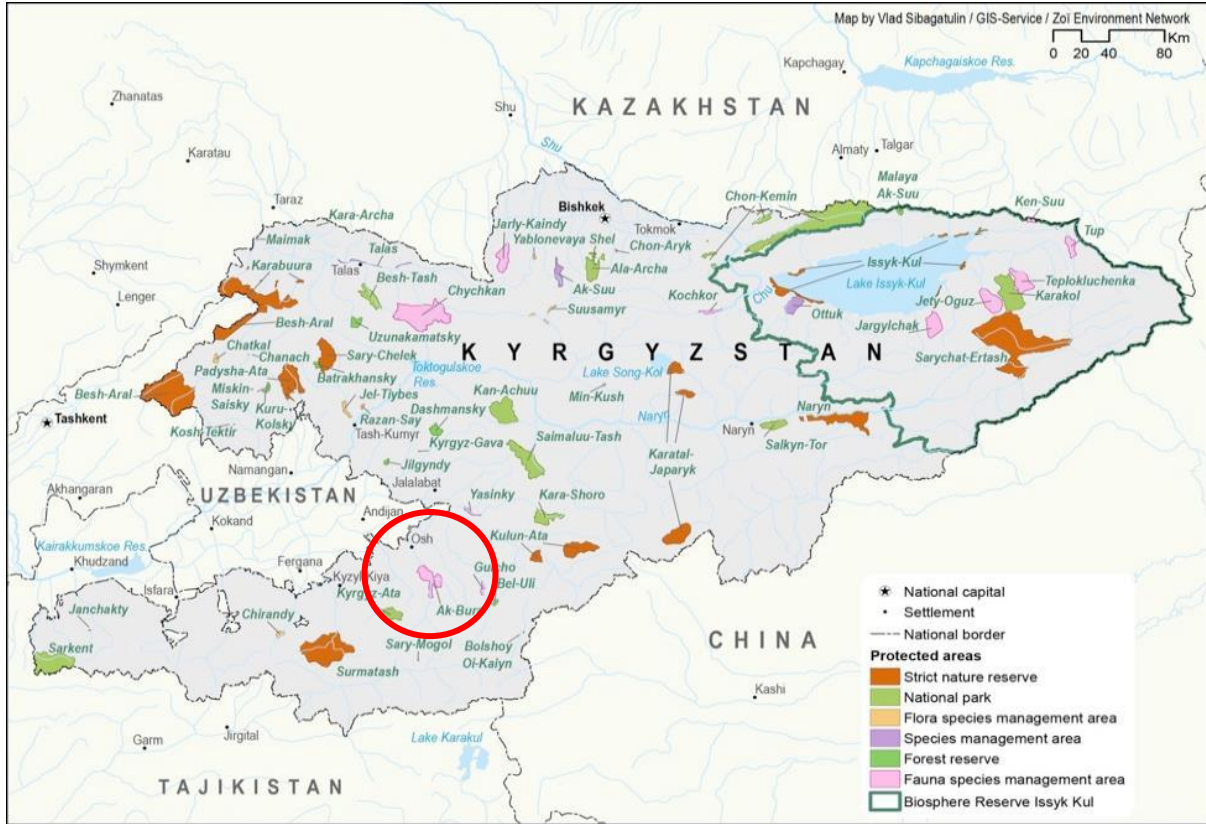 Map by Vlad Sibagatulin / GIS-Service / Zoï Environment Network
Km
0 20 40 80
Kapchagay
Kapchagaiskoe Res.
Zhanatas
KAZAKHSTAN
Shu
Karatau
Shu
Almaty
Talgar
Malaya
Ak-Suu
Chon-Kemin
Taraz
Bishkek
Ken-Suu
Kara-Archa
Jarly-Kaindy
Tokmok
Tup
Maimak
Talas
Yablonevaya Shel
Chon-Aryk
Shymkent
Karabuura
Talas
Besh-Tash
Ala-Archa
Issyk-Kul
Lake Issyk-Kul
Teplokluchenka
Lenger
Chychkan
Ak-Suu
Kochkor
Chu
Jety-Oguz
Karakol
Suusamyr
Ottuk
Besh-Aral
Uzunakamatsky
Jargylchak
Chatkal
Chanach
Sary-Chelek
KYRGYZSTAN
Sarychat-Ertash
Padysha-Ata
Batrakhansky
Toktogulskoe
Res.
Lake Song-Kol
Besh-Aral
Miskin-
Saisky
Kuru-
Kolsky
Jel-Tiybes
Kan-Achuu
Min-Kush
Tashkent
Razan-Say
Dashmansky
Naryn
Naryn
Kosh-Tektir
Tash-Kumyr
Kyrgyz-Gava
Saimaluu-Tash
Naryn
Salkyn-Tor
Karatal-
Japaryk
Namangan
Jilgyndy
Akhangaran
UZBEKISTAN
Jalalabat
Yasinky
Kara-Shoro
Kokand
Andijan
Kairakkumskoe Res.
Osh
Kulun-Ata
Khudzand
Fergana
Isfara
Kyzyl-Kiya
Kyrgyz-Ata
Bel-Uli
Janchakty
Chirandy
Sary-Mogol
Bolshoy
Oi-Kaiyn
Sarkent
Surmatash
CHINA
Kashi
Garm
Jirgital
Lake Karakul
TAJIKISTAN
National capital
Settlement
National border
Protected areas
Strict nature reserve
National park
Flora species management area
Species management area
Forest reserve
Fauna species management area
Biosphere Reserve Issyk Kul